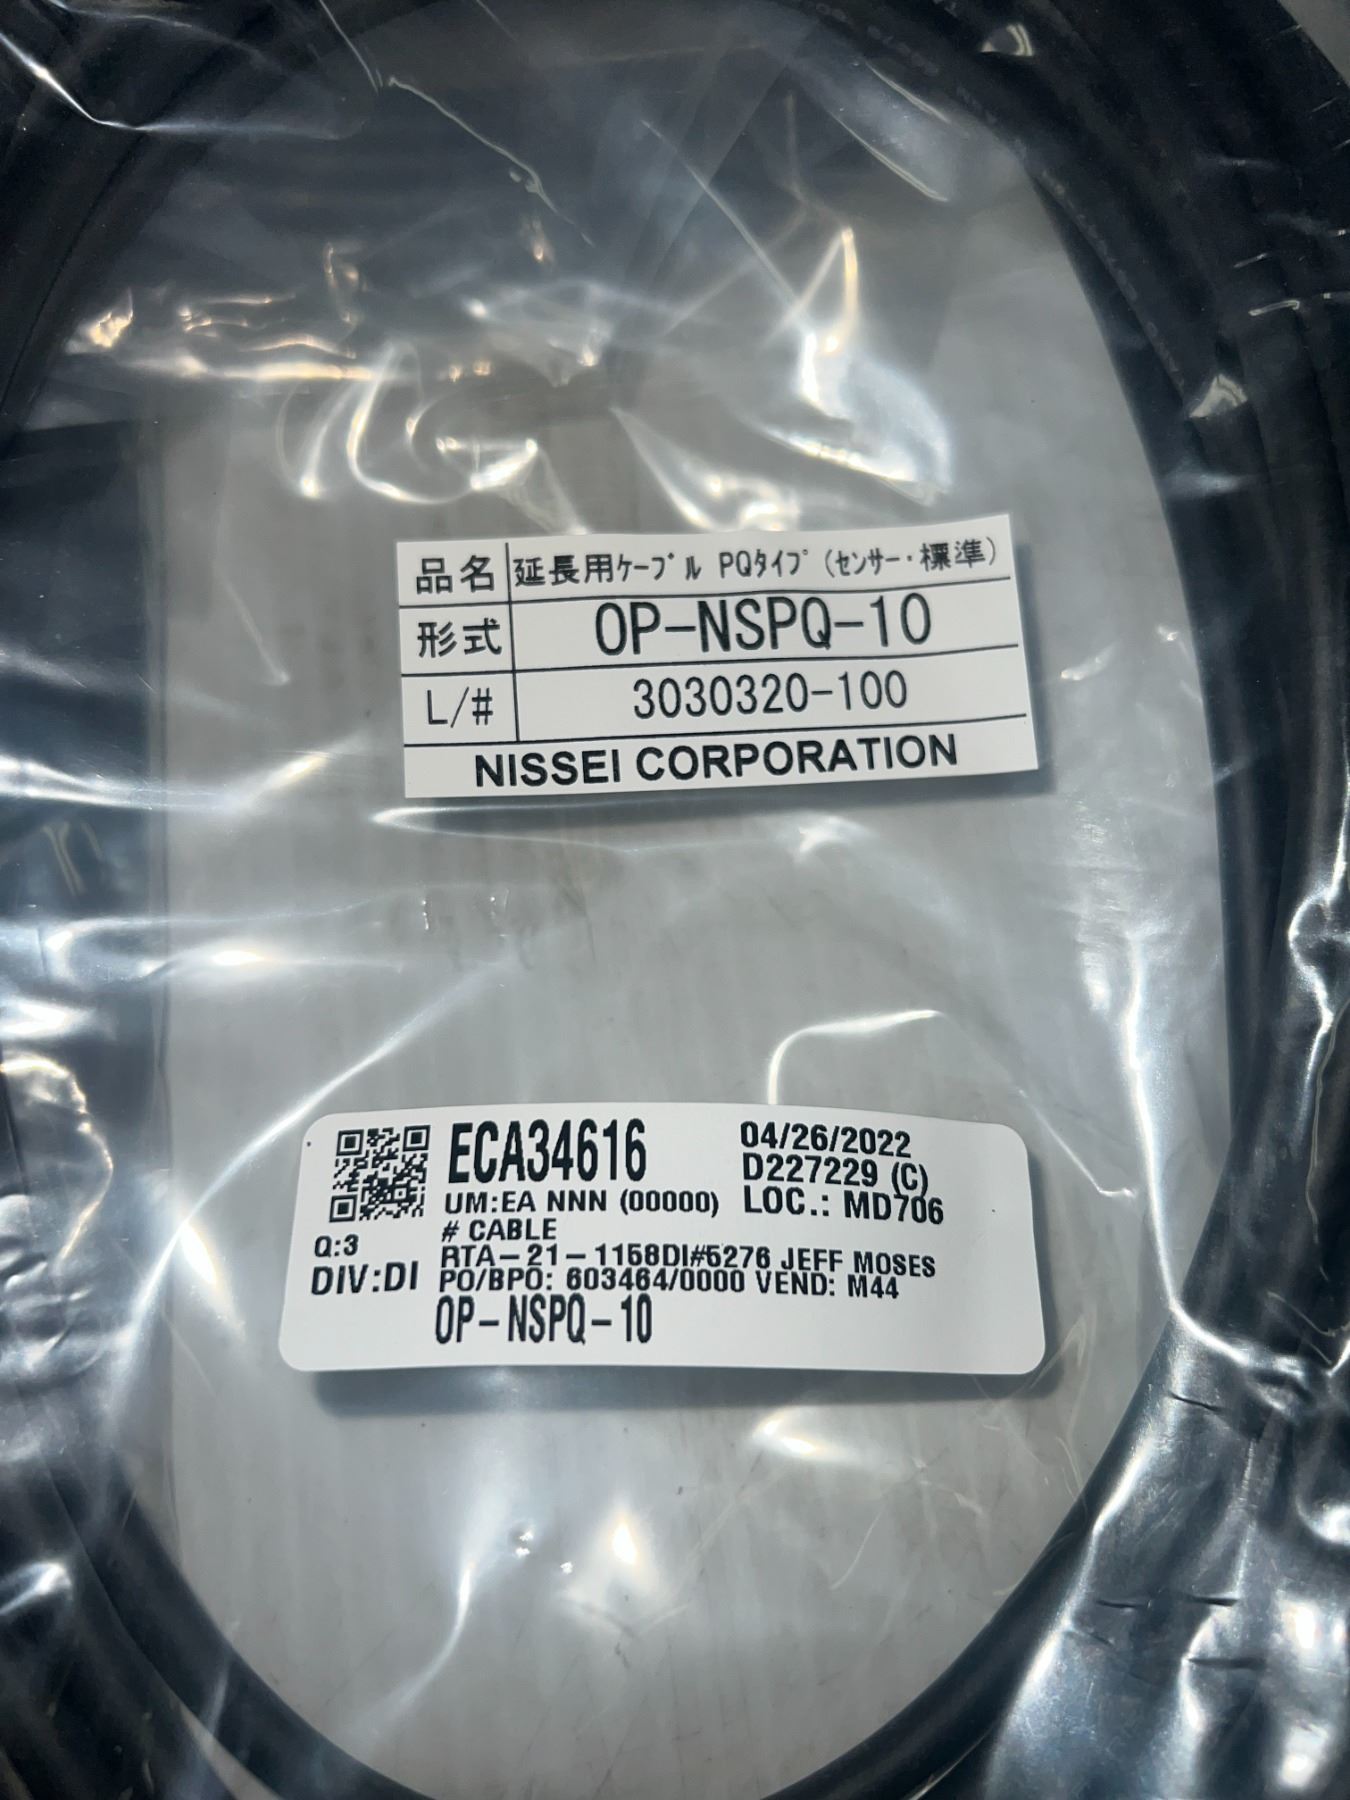 品名 延長用ｹｰﾌﾞﾙ PQﾀｲﾌﾟ (ｾﾝｻｰ・標準)
形式 OP-NSPQ-10
L/# 3030320-100
NISSEI CORPORATION
ECA34616 04/26/2022
D227229 (C)
UM:EA NNN (00000) LOC.: MD706
# CABLE
Q:3 RTA-21-1158DI#5276 JEFF MOSES
DIV:DI PO/BPO: 603464/0000 VEND: M44
OP-NSPQ-10